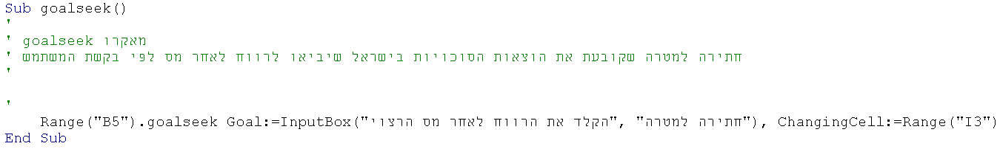 Sub goalseek()
'
' goalseek מאקרו
' חתירה למטרה שקובעת את הוצאות הסוכויות בישראל שיביאו לרווח לאחר מס לפי בקשת המשתמש
'
'
Range("B5").goalseek Goal:=InputBox("הקלד את הרווח לאחר מס הרצוי", "חתירה למטרה"), ChangingCell:=Range("I3")
End Sub